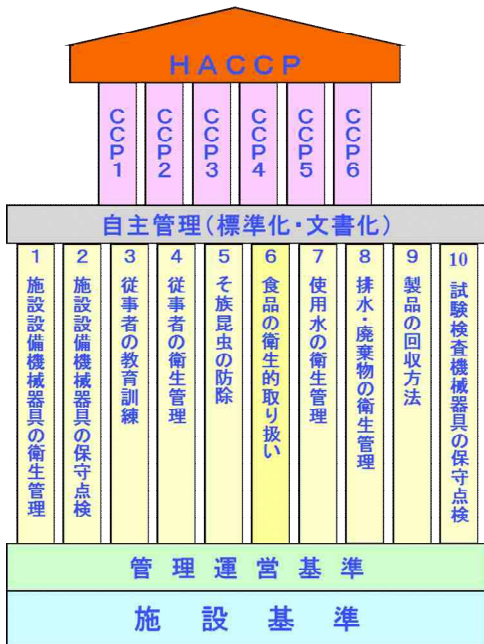 HACCP
CCP1
CCP2
CCP3
CCP4
CCP5
CCP6
自主管理(標準化・文書化)
1 施設設備機械器具の衛生管理
2 施設設備機械器具の保守点検
3 従事者の教育訓練
4 従事者の衛生管理
5 そ族昆虫の防除
6 食品の衛生的取り扱い
7 使用水の衛生管理
8 排水・廃棄物の衛生管理
9 製品の回収方法
10 試験検査機械器具の保守点検
管理運営基準
施設基準